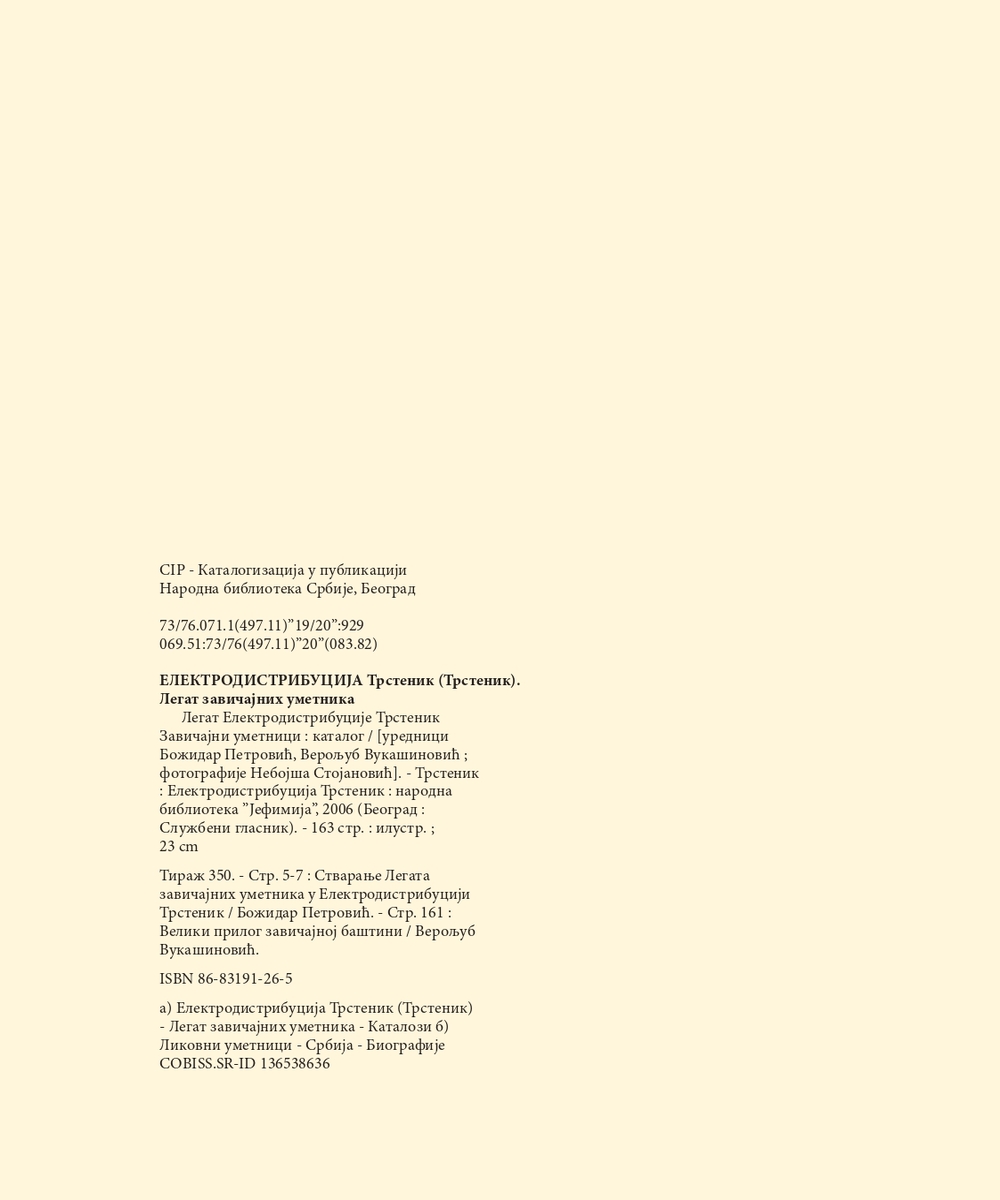 CIP - Каталогизација у публикацији
Народна библиотека Србије, Београд
73/76.071.1(497.11)”19/20”:929
069.51:73/76(497.11)”20”(083.82)
ЕЛЕКТРОДИСТРИБУЦИЈА Трстеник (Трстеник).
Легат завичајних уметника
Легат Електродистрибуције Трстеник
Завичајни уметници : каталог / [уредници
Божидар Петровић, Верољуб Вукашиновић ;
фотографије Небојша Стојановић]. - Трстеник
: Електродистрибуција Трстеник : народна
библиотека ”Јефимија”, 2006 (Београд :
Службени гласник). - 163 стр. : илустр. ;
23 cm
Тираж 350. - Стр. 5-7 : Стварање Легата
завичајних уметника у Електродистрибуцији
Трстеник / Божидар Петровић. - Стр. 161 :
Велики прилог завичајној баштини / Верољуб
Вукашиновић.
ISBN 86-83191-26-5
а) Електродистрибуција Трстеник (Трстеник)
- Легат завичајних уметника - Каталози б)
Ликовни уметници - Србија - Биографије
COBISS.SR-ID 136538636